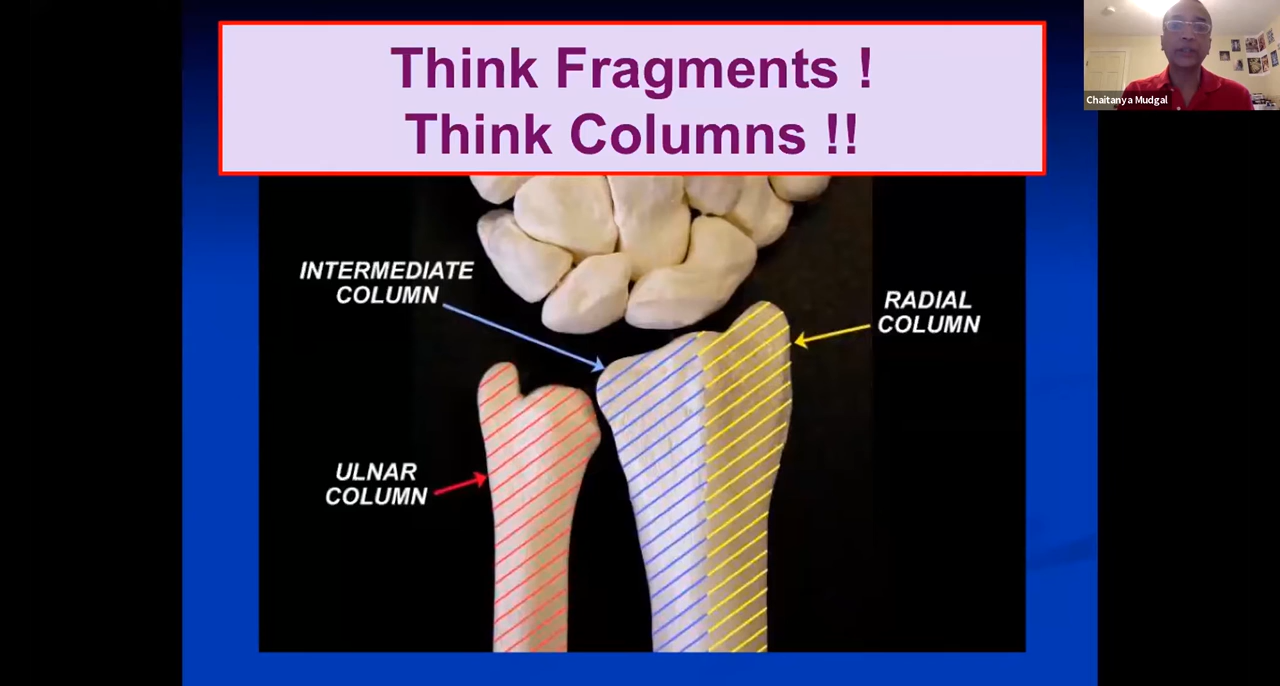 Think Fragments !
Think Columns !!
Chaitanya Mudgal
INTERMEDIATE
COLUMN
RADIAL
COLUMN
ULNAR
COLUMN